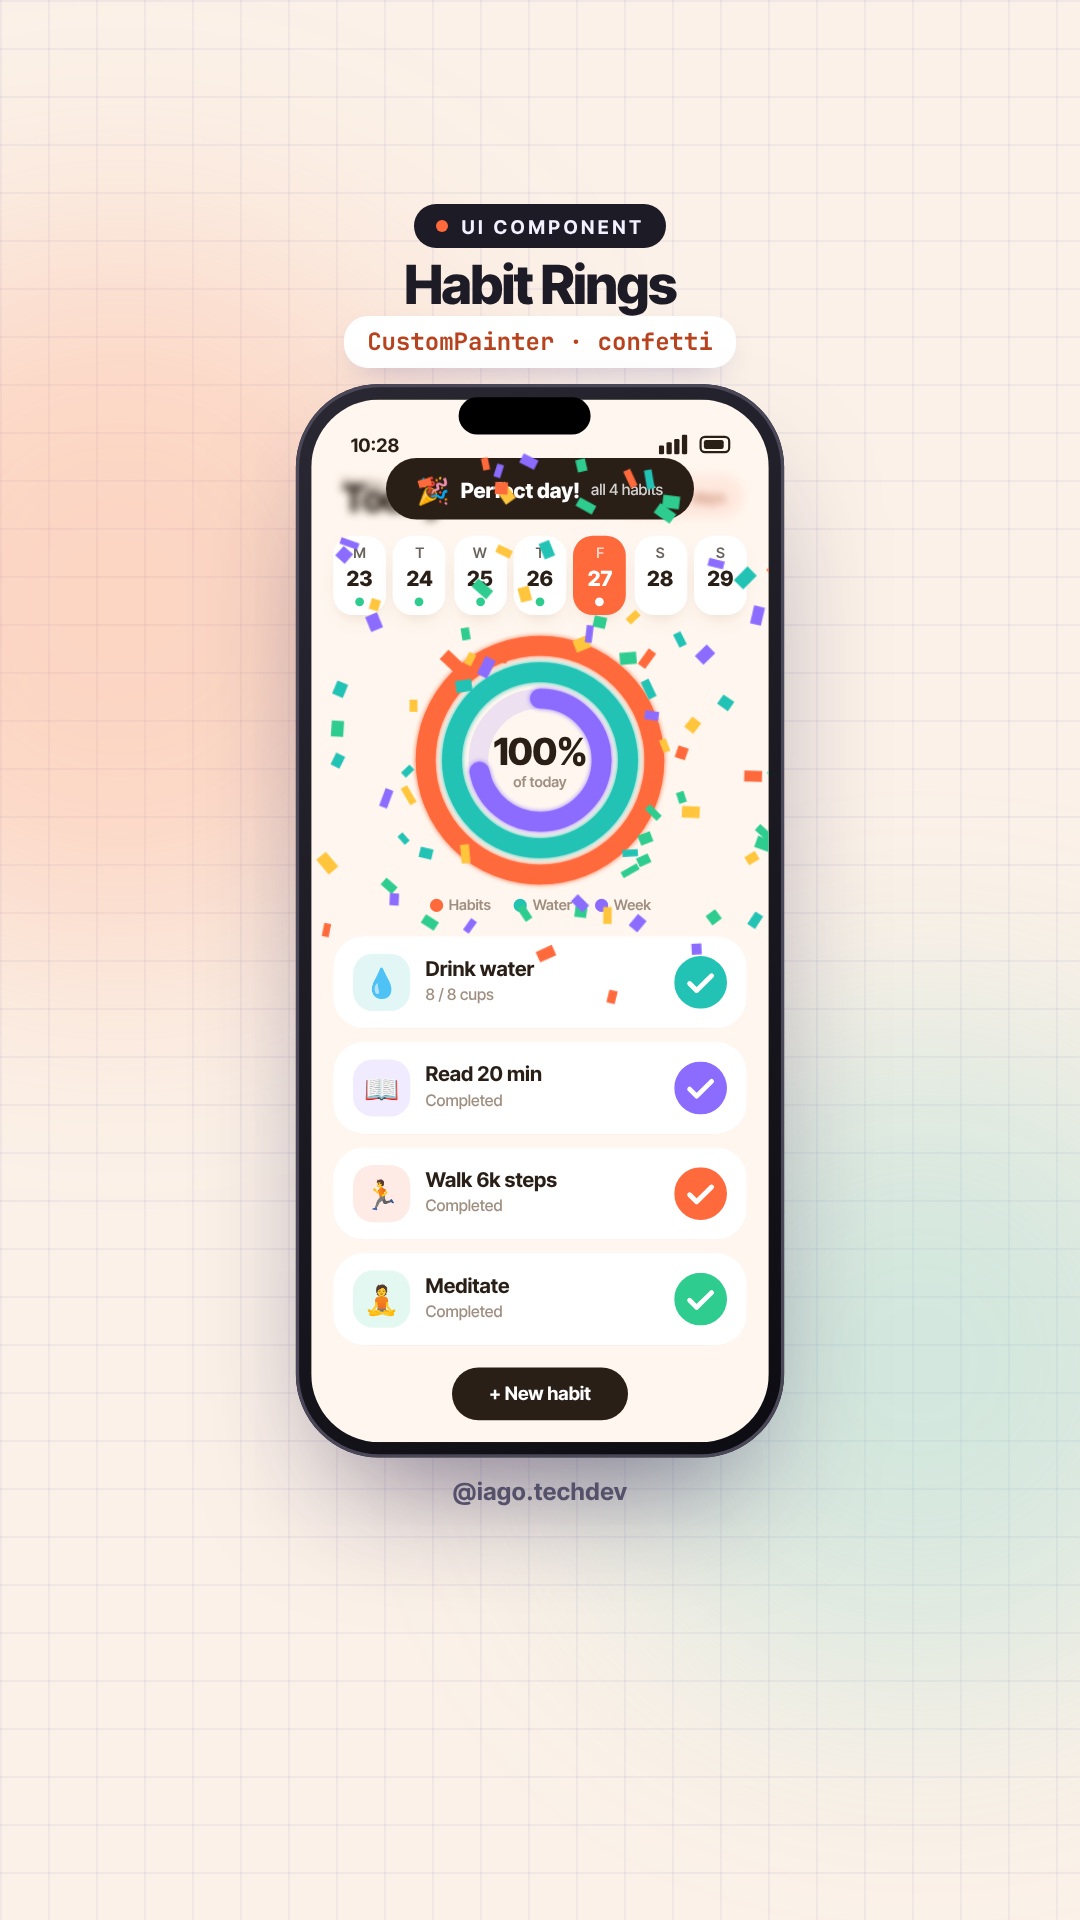 UI COMPONENT
Habit Rings
CustomPainter · confetti
10:28
Perfect day! all 4 habits
M T W T F S S
23 24 25 26 27 28 29
100%
of today
Habits Water Week
Drink water
8 / 8 cups
Read 20 min
Completed
Walk 6k steps
Completed
Meditate
Completed
+ New habit
@iago.techdev